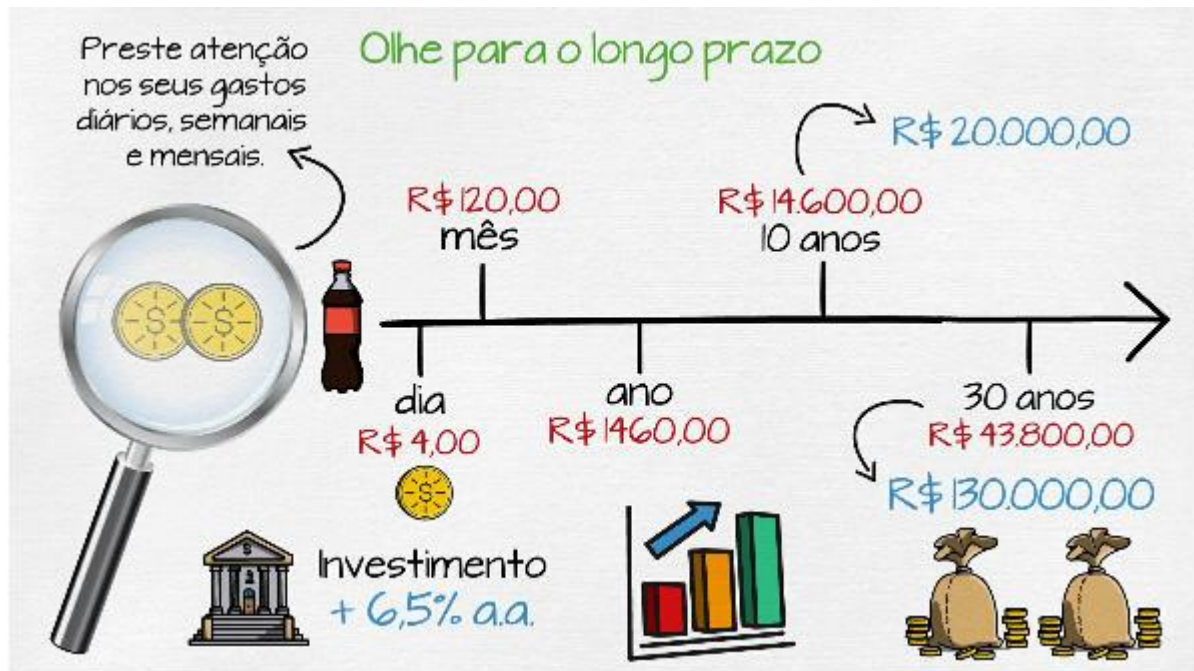 Olhe para o longo prazo
Preste atenção
nos seus gastos
diários, semanais
e mensais.
R$ 20.000,00
R$ 120,00
mês
R$ 14.600,00
10 anos
dia
R$ 4,00
ano
R$ 1460,00
30 anos
R$ 43.800,00
R$ 130.000,00
Investimento
+ 6,5% a.a.